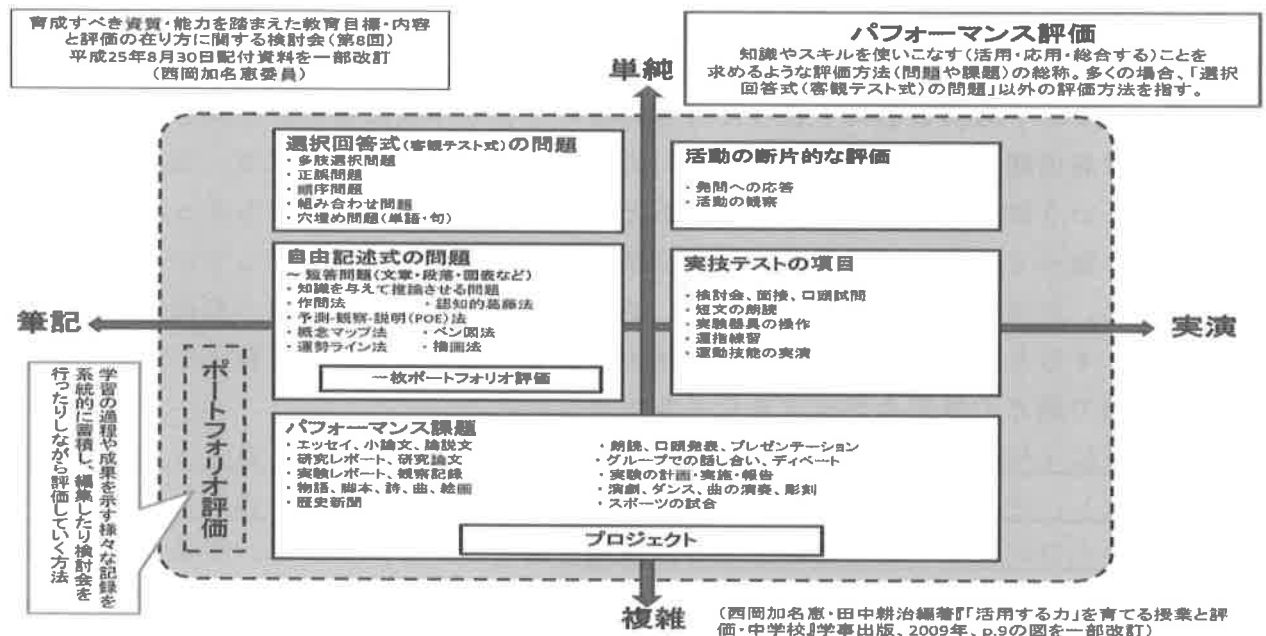 育成すべき資質・能力を踏まえた教育目標・内容
と評価の在り方に関する検討会(第8回)
平成25年8月30日配付資料を一部改訂
(西岡加名恵委員)
パフォーマンス評価
知識やスキルを使いこなす(活用・応用・総合する)ことを
求めるような評価方法(問題や課題)の総称。多くの場合、「選択
回答式(客観テスト式)の問題」以外の評価方法を指す。
単純
選択回答式(客観テスト式)の問題
・多肢選択問題
・正誤問題
・順序問題
・組み合わせ問題
・穴埋め問題(単語・句)
活動の断片的な評価
・発問への応答
・活動の観察
自由記述式の問題
～短答問題(文章・段落・図表など)
・知識を与えて推論させる問題
・作問法 ・認知的葛藤法
・予測-観察-説明(POE)法
・概念マップ法 ・ベン図法
・運勢ライン法 ・描画法
一枚ポートフォリオ評価
実技テストの項目
・検討会、面接、口頭試問
・短文の朗読
・実験器具の操作
・運指練習
・運動技能の実演
筆記
実演
ポートフォリオ評価
学習の過程や成果を示す様々な記録を
系統的に蓄積し、編集したり検討会を
行ったりしながら評価していく方法
パフォーマンス課題
・エッセイ、小論文、論説文
・研究レポート、研究論文
・実験レポート、観察記録
・物語、脚本、詩、曲、絵画
・歴史新聞
・朗読、口頭発表、プレゼンテーション
・グループでの話し合い、ディベート
・実験の計画・実施・報告
・演劇、ダンス、曲の演奏、彫刻
・スポーツの試合
プロジェクト
複雑
(西岡加名恵・田中耕治編著『「活用する力」を育てる授業と評
価・中学校』学事出版、2009年、p.9の図を一部改訂)